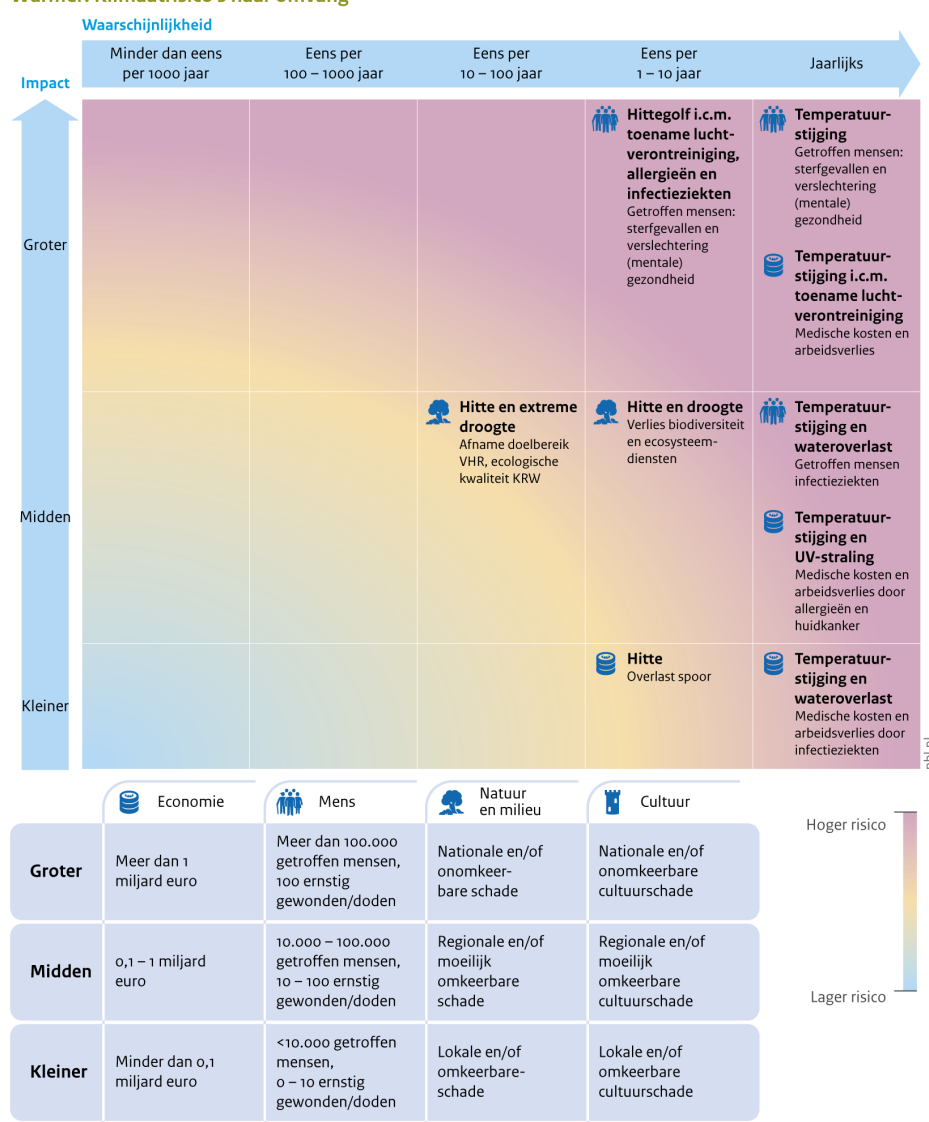 Warmer: Klimaatrisico's naar omvang
Waarschijnlijkheid
Minder dan eens
per 1000 jaar
Eens per
100 – 1000 jaar
Eens per
10 – 100 jaar
Eens per
1 – 10 jaar
Jaarlijks
Impact
Groter
Hittegolf i.c.m.
toename lucht-
verontreiniging,
allergieën en
infectieziekten
Getroffen mensen:
sterfgevallen en
verslechtering
(mentale)
gezondheid
Temperatuur-
stijging
Getroffen mensen:
sterfgevallen en
verslechtering
(mentale)
gezondheid
Temperatuur-
stijging i.c.m.
toename lucht-
verontreiniging
Medische kosten en
arbeidsverlies
Midden
Hitte en extreme
droogte
Afname doelbereik
VHR, ecologische
kwaliteit KRW
Hitte en droogte
Verlies biodiversiteit
en ecosysteem-
diensten
Temperatuur-
stijging en
wateroverlast
Getroffen mensen
infectieziekten
Temperatuur-
stijging en
UV-straling
Medische kosten en
arbeidsverlies door
allergieën en
huidkanker
Kleiner
Hitte
Overlast spoor
Temperatuur-
stijging en
wateroverlast
Medische kosten en
arbeidsverlies door
infectieziekten
pbl.nl
Economie
Mens
Natuur
en milieu
Cultuur
Groter
Meer dan 1
miljard euro
Meer dan 100.000
getroffen mensen,
100 ernstig
gewonden/doden
Nationale en/of
onomkeer-
bare schade
Nationale en/of
onomkeerbare
cultuurschade
Midden
0,1 – 1 miljard
euro
10.000 – 100.000
getroffen mensen,
10 – 100 ernstig
gewonden/doden
Regionale en/of
moeilijk
omkeerbare
schade
Regionale en/of
moeilijk
omkeerbare
cultuurschade
Kleiner
Minder dan 0,1
miljard euro
<10.000 getroffen
mensen,
0 – 10 ernstig
gewonden/doden
Lokale en/of
omkeerbare-
schade
Lokale en/of
omkeerbare
cultuurschade
Hoger risico
Lager risico